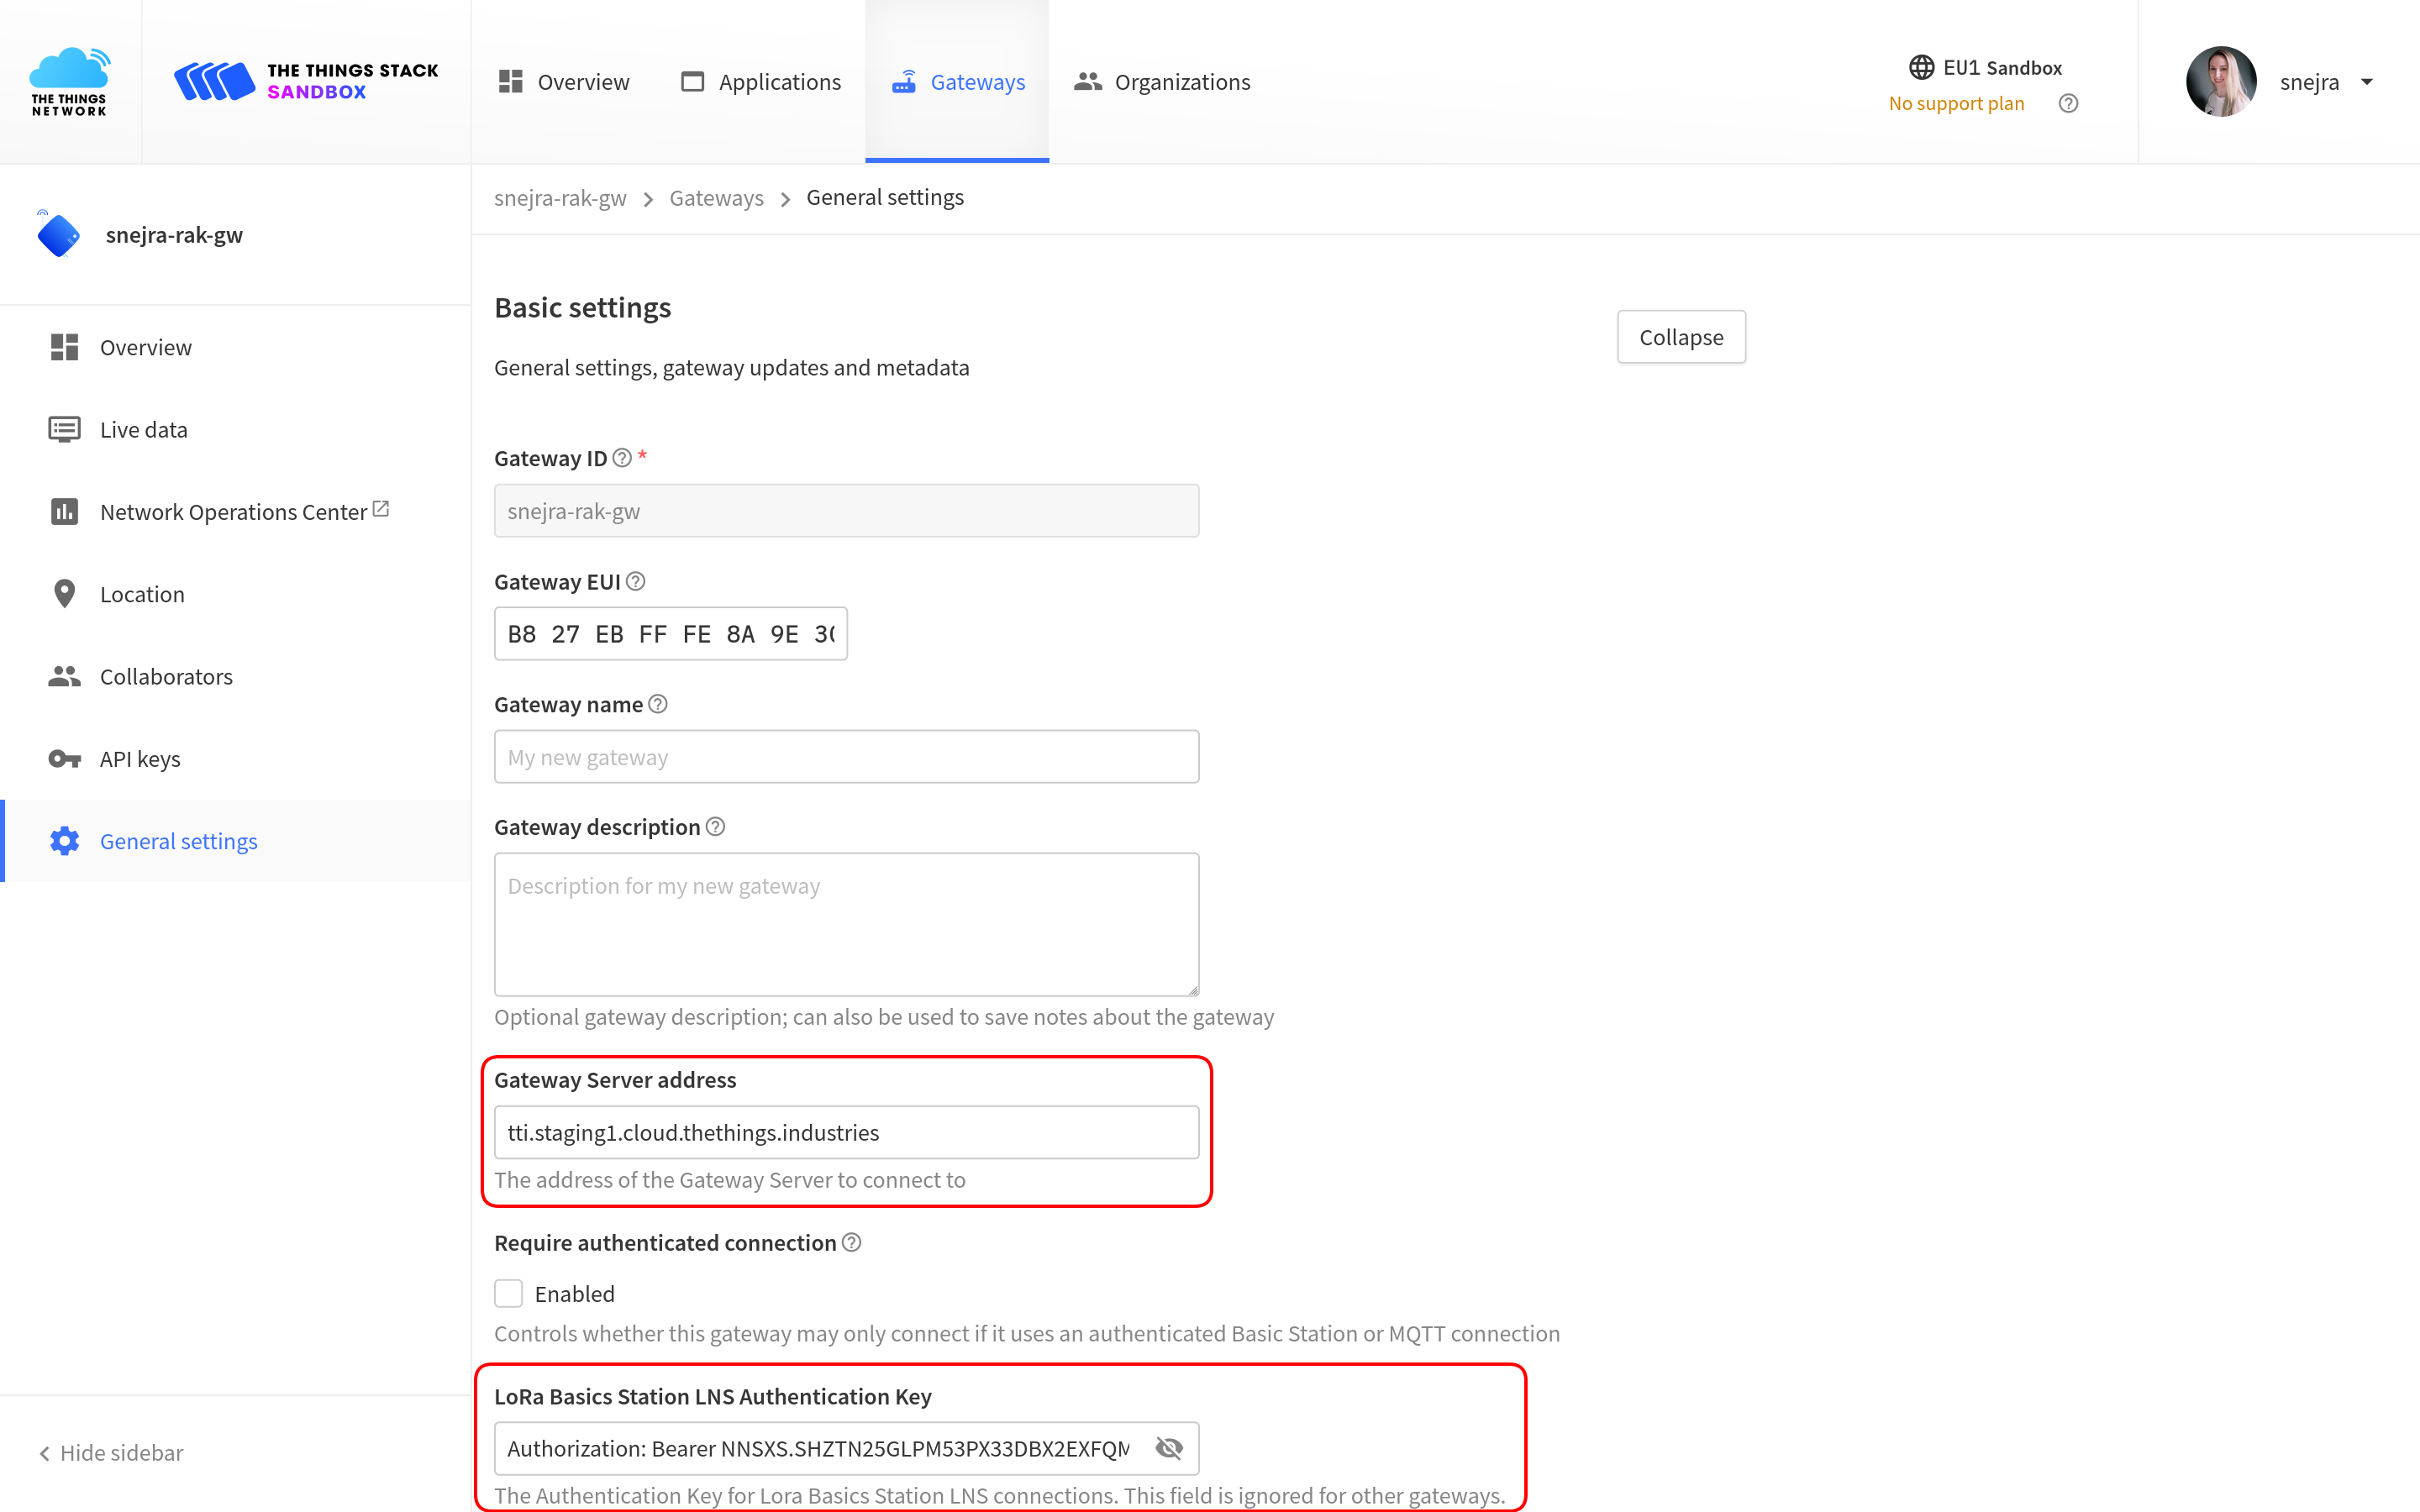 THE THINGS
NETWORK
THE THINGS STACK
SANDBOX
Overview
Applications
Gateways
Organizations
EU1 Sandbox
No support plan
snejra
snejra-rak-gw
Overview
Live data
Network Operations Center
Location
Collaborators
API keys
General settings
Hide sidebar
snejra-rak-gw > Gateways > General settings
Basic settings
Collapse
General settings, gateway updates and metadata
Gateway ID *
snejra-rak-gw
Gateway EUI
B8 27 EB FF FE 8A 9E
Gateway name
My new gateway
Gateway description
Description for my new gateway
Optional gateway description; can also be used to save notes about the gateway
Gateway Server address
tti.staging1.cloud.thethings.industries
The address of the Gateway Server to connect to
Require authenticated connection
Enabled
Controls whether this gateway may only connect if it uses an authenticated Basic Station or MQTT connection
LoRa Basics Station LNS Authentication Key
Authorization: Bearer NNSXS.SHZTN25GLPM53PX33DBX2EXFQM
The Authentication Key for Lora Basics Station LNS connections. This field is ignored for other gateways.